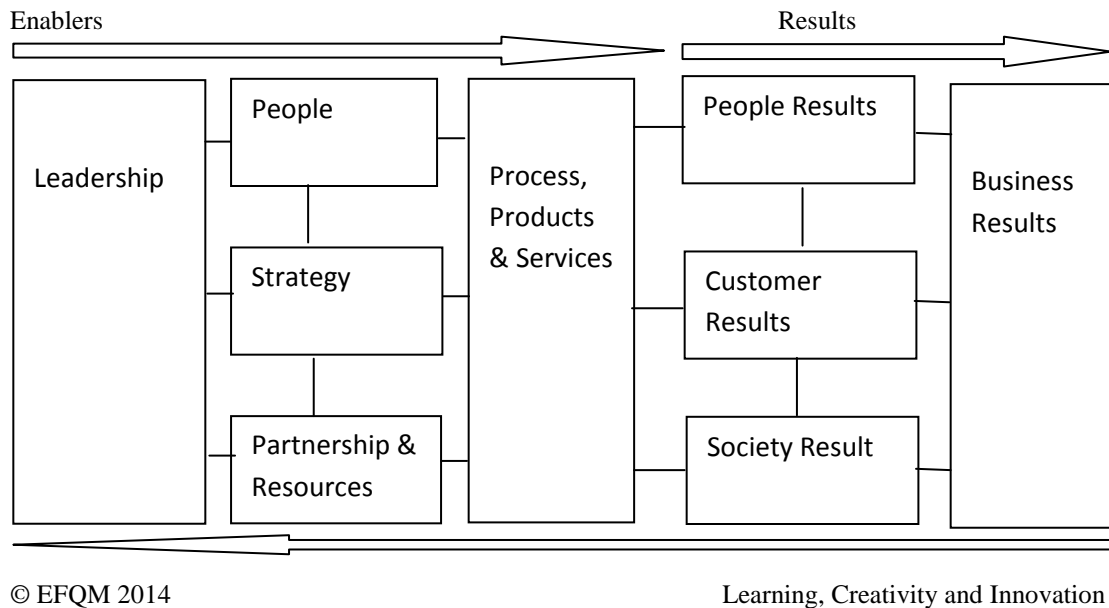 Enablers
Results
Leadership
People
Strategy
Partnership &
Resources
Process,
Products
& Services
People Results
Customer
Results
Society Result
Business
Results
© EFQM 2014
Learning, Creativity and Innovation